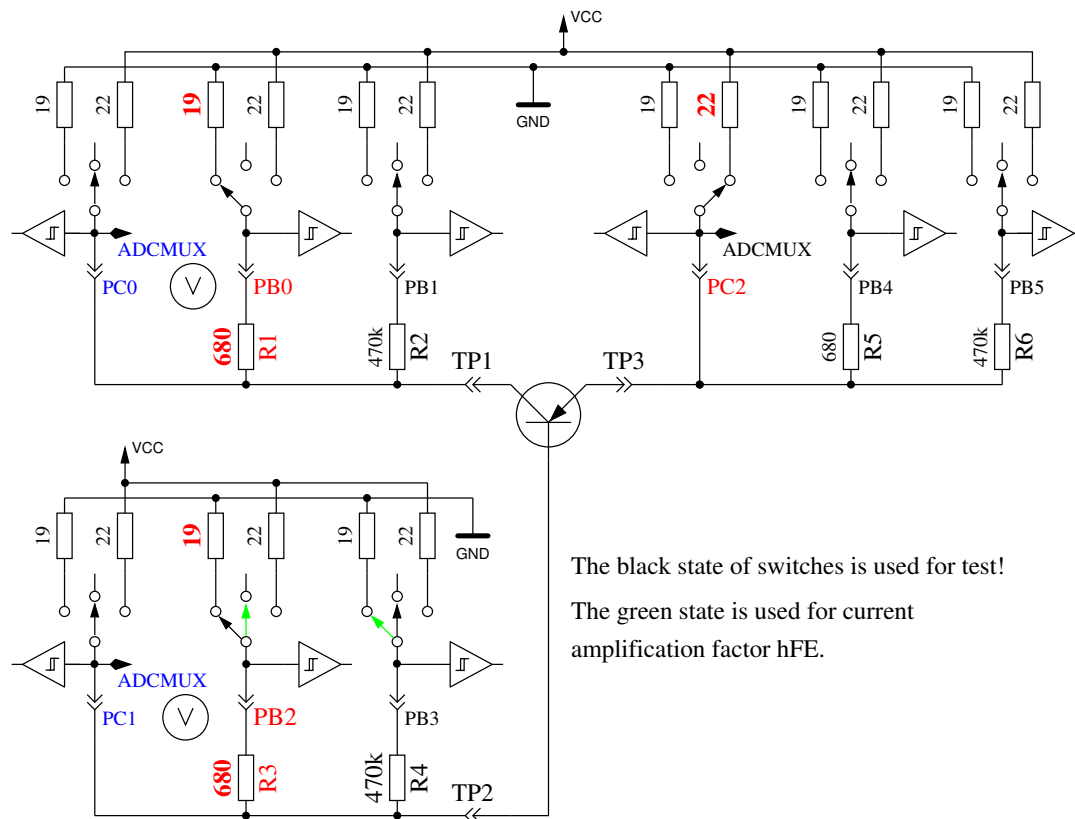 VCC
19
22
19
22
19
22
GND
19
22
19
22
19
22
ADCMUX
ADCMUX
PC0
V
PB0
PB1
PC2
PB4
PB5
680
R1
470k
R2
680
R5
470k
R6
TP1
TP3
VCC
19
22
19
22
19
22
GND
The black state of switches is used for test!
The green state is used for current
amplification factor hFE.
ADCMUX
PC1
V
PB2
PB3
680
R3
470k
R4
TP2